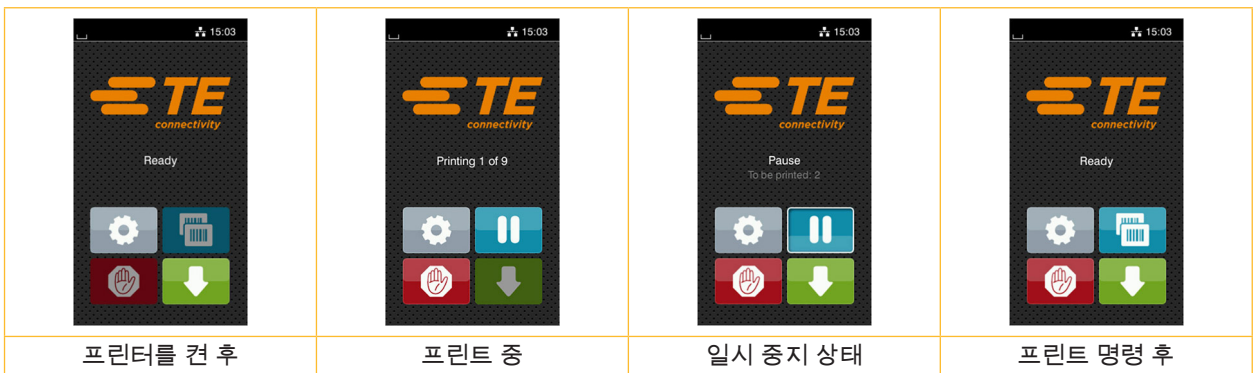 15:03
TE
connectivity
Ready
프린터를 켠 후
15:03
TE
connectivity
Printing 1 of 9
프린트 중
15:03
TE
connectivity
Pause
To be printed: 2
일시 중지 상태
15:03
TE
connectivity
Ready
프린트 명령 후